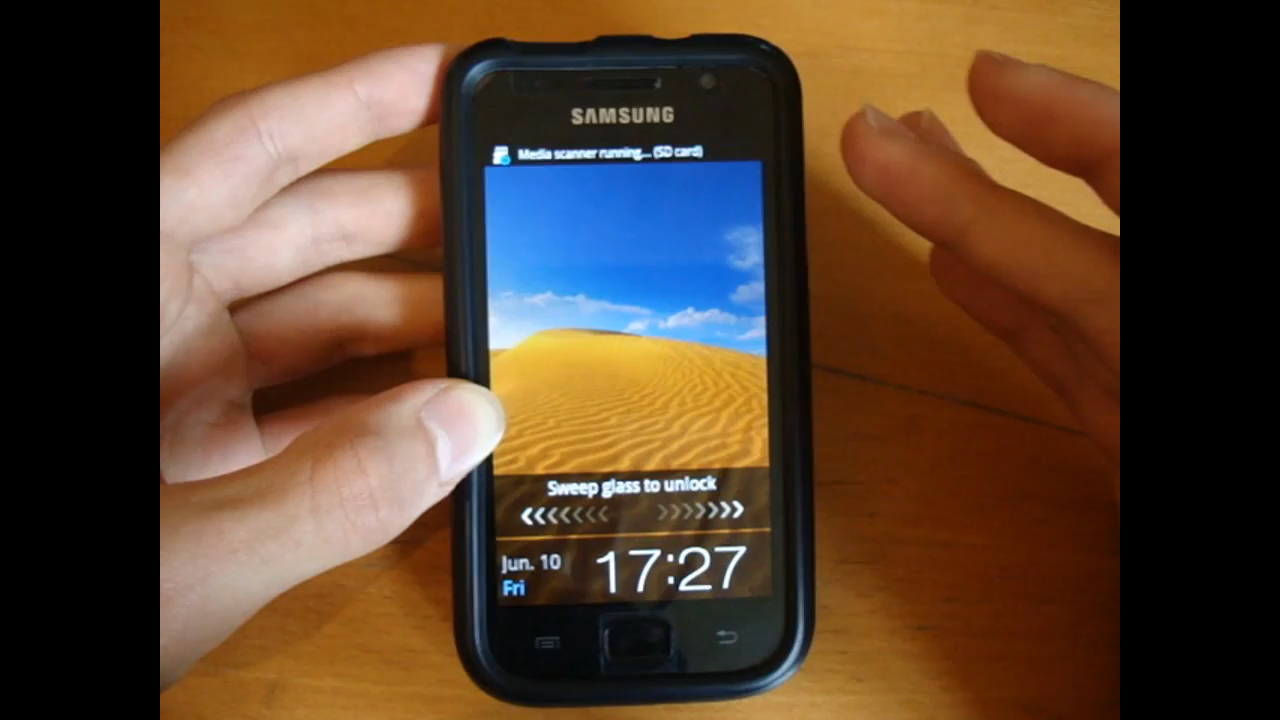 SAMSUNG
Media scanner running... (SD card)
Sweep glass to unlock
Jun. 10
Fri
17:27